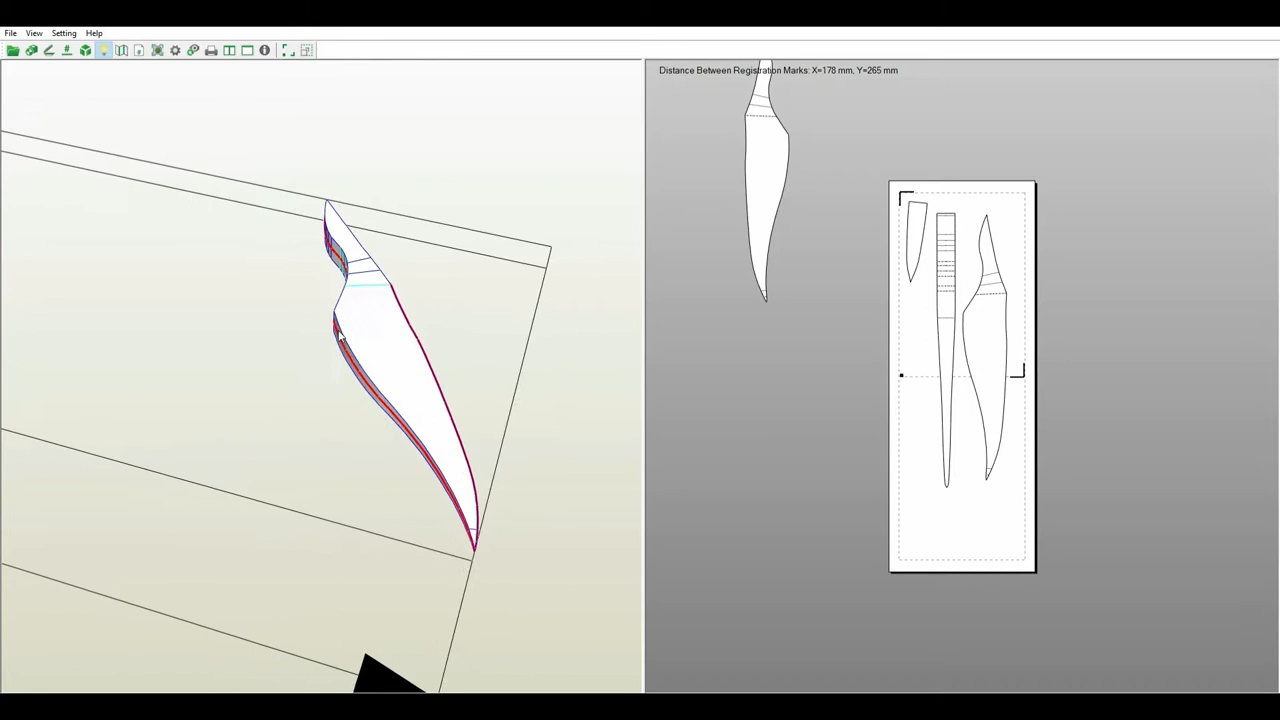 File View Setting Help
Distance Between Registration Marks: X=178 mm, Y=265 mm